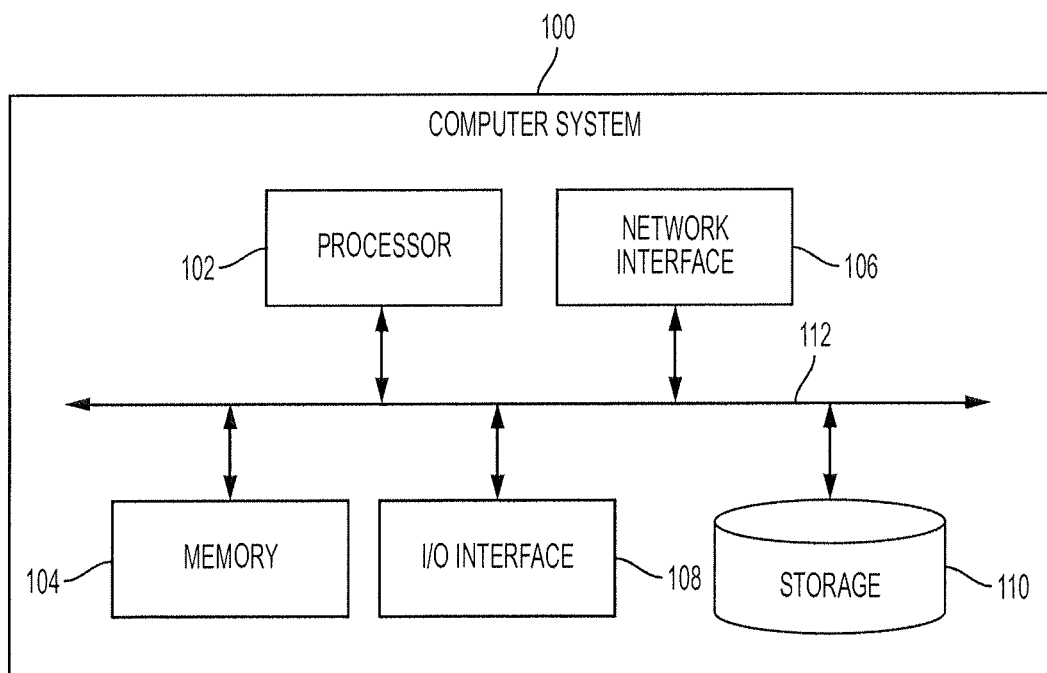 100
COMPUTER SYSTEM
PROCESSOR
102
NETWORK
INTERFACE
106
112
MEMORY
104
I/O INTERFACE
108
STORAGE
110